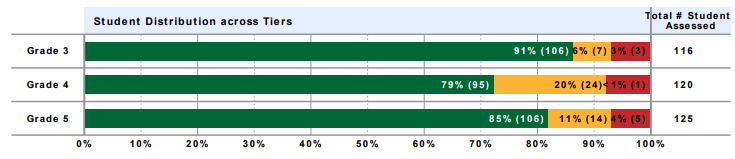 Student Distribution across Tiers
Total # Student
Assessed
Grade 3 91% (106) 6% (7) 3% (3) 116
Grade 4 79% (95) 20% (24) <1% (1) 120
Grade 5 85% (106) 11% (14) 4% (5) 125
0% 10% 20% 30% 40% 50% 60% 70% 80% 90% 100%